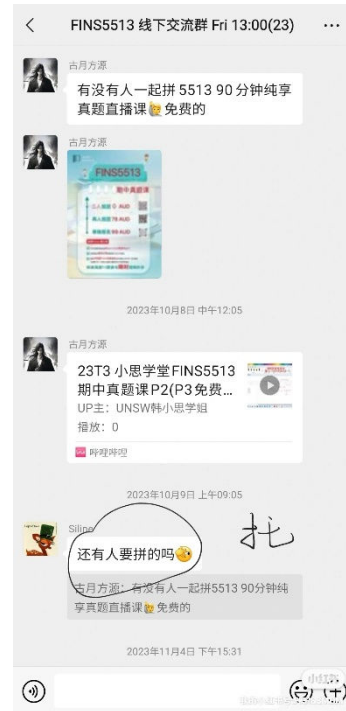 FINS5513 线下交流群 Fri 13:00(23)
古月方源
有没有人一起拼 5513 90 分钟纯享
真题直播课🙋免费的
古月方源
FINS5513
期中真题课
2023年10月8日 中午12:05
古月方源
23T3 小思学堂FINS5513
期中真题课P2(P3免费...
UP主：UNSW韩小思学姐
播放：0
哔哩哔哩
2023年10月9日 上午09:05
Siline
还有人要拼的吗
托
古月方源：有没有人一起拼5513 90分钟纯
享真题直播课🙋免费的
2023年11月4日 下午15:31
小红书